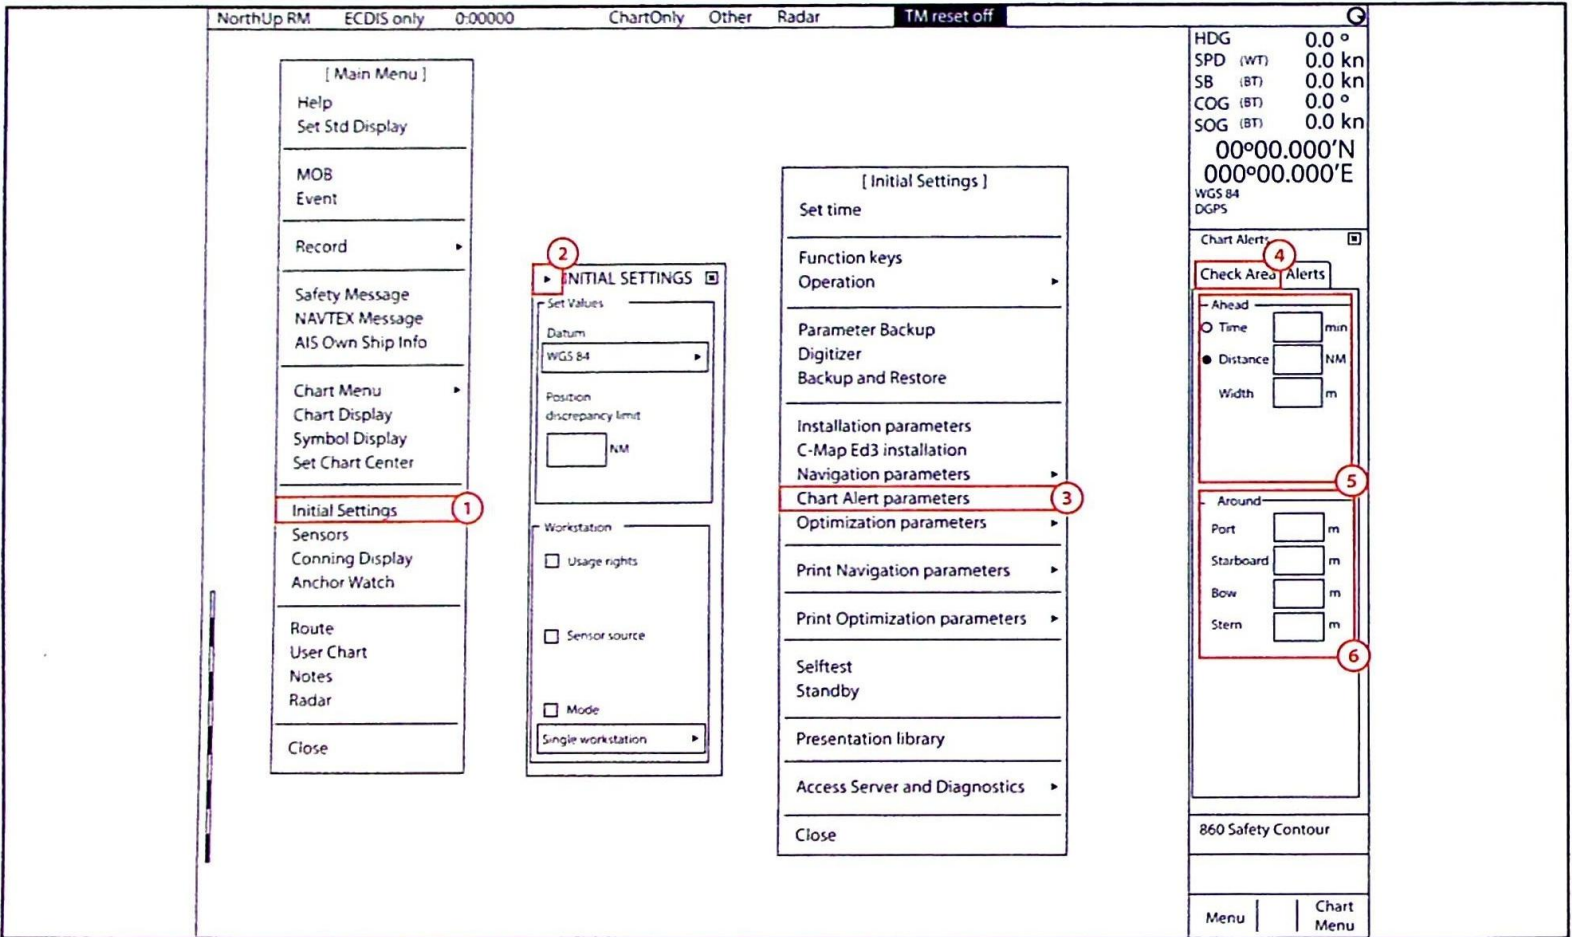 NorthUp RM ECDIS only 0:00000 ChartOnly Other Radar TM reset off
[ Main Menu ]
Help
Set Std Display
MOB
Event
Record
Safety Message
NAVTEX Message
AIS Own Ship Info
Chart Menu
Chart Display
Symbol Display
Set Chart Center
Initial Settings 1
Sensors
Conning Display
Anchor Watch
Route
User Chart
Notes
Radar
Close
2
INITIAL SETTINGS
Set Values
Datum
WGS 84
Position
discrepancy limit
NM
Workstation
Usage rights
Sensor source
Mode
Single workstation
[ Initial Settings ]
Set time
Function keys
Operation
Parameter Backup
Digitizer
Backup and Restore
Installation parameters
C-Map Ed3 installation
Navigation parameters
Chart Alert parameters 3
Optimization parameters
Print Navigation parameters
Print Optimization parameters
Selftest
Standby
Presentation library
Access Server and Diagnostics
Close
HDG 0.0 °
SPD (WT) 0.0 kn
SB (BT) 0.0 kn
COG (BT) 0.0 °
SOG (BT) 0.0 kn
00°00.000'N
000°00.000'E
WGS 84
DGPS
Chart Alerts
4
Check Area Alerts
Ahead
Time min
Distance NM
Width m
5
Around
Port m
Starboard m
Bow m
Stern m
6
860 Safety Contour
Menu Chart
Menu